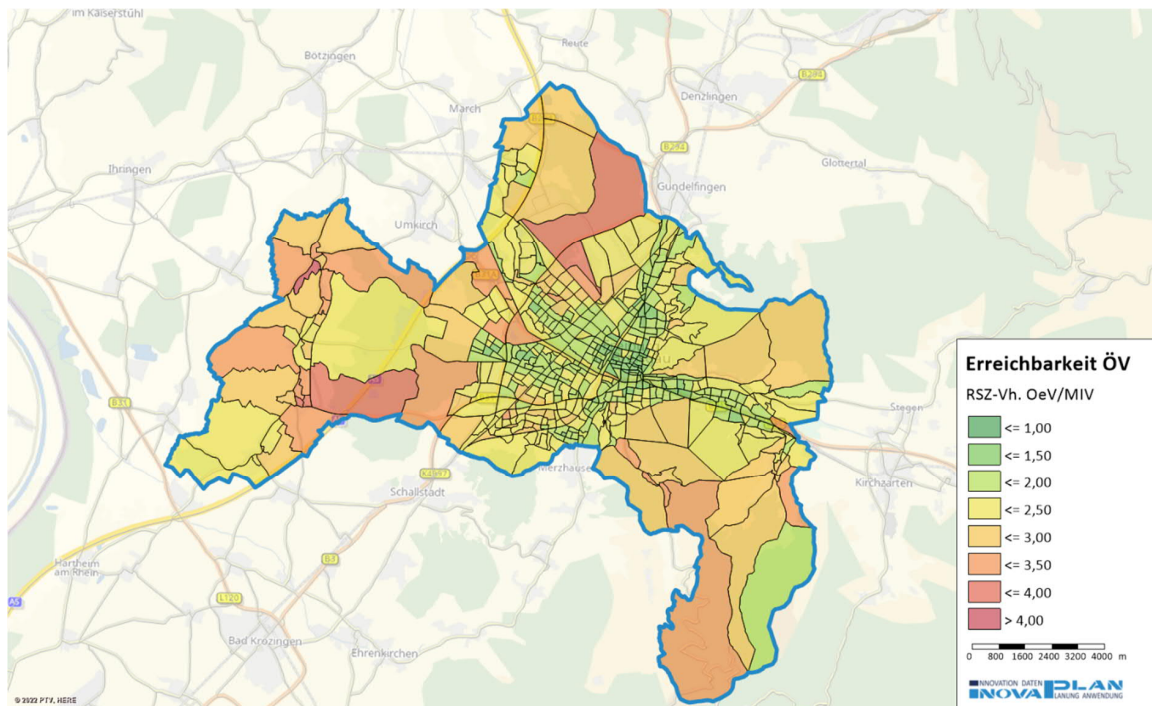 im Kaiserstühl
Reute
Bötzingen
B294
Denzlingen
March
B294
Glottertal
Ihringen
Gundelfingen
Umkirch
B31
Stegen
Merzhause
K4987
Schallstadt
Kirchzarten
Hartheim
am Rhein
B3
A5
L120
Bad Krozingen
Ehrenkirchen
© 2022 PTV, HERE
Erreichbarkeit ÖV
RSZ-Vh. OeV/MIV
<= 1,00
<= 1,50
<= 2,00
<= 2,50
<= 3,00
<= 3,50
<= 4,00
> 4,00
0 800 1600 2400 3200 4000 m
INNOVATION DATEN
INOVAPLAN
PLANUNG ANWENDUNG